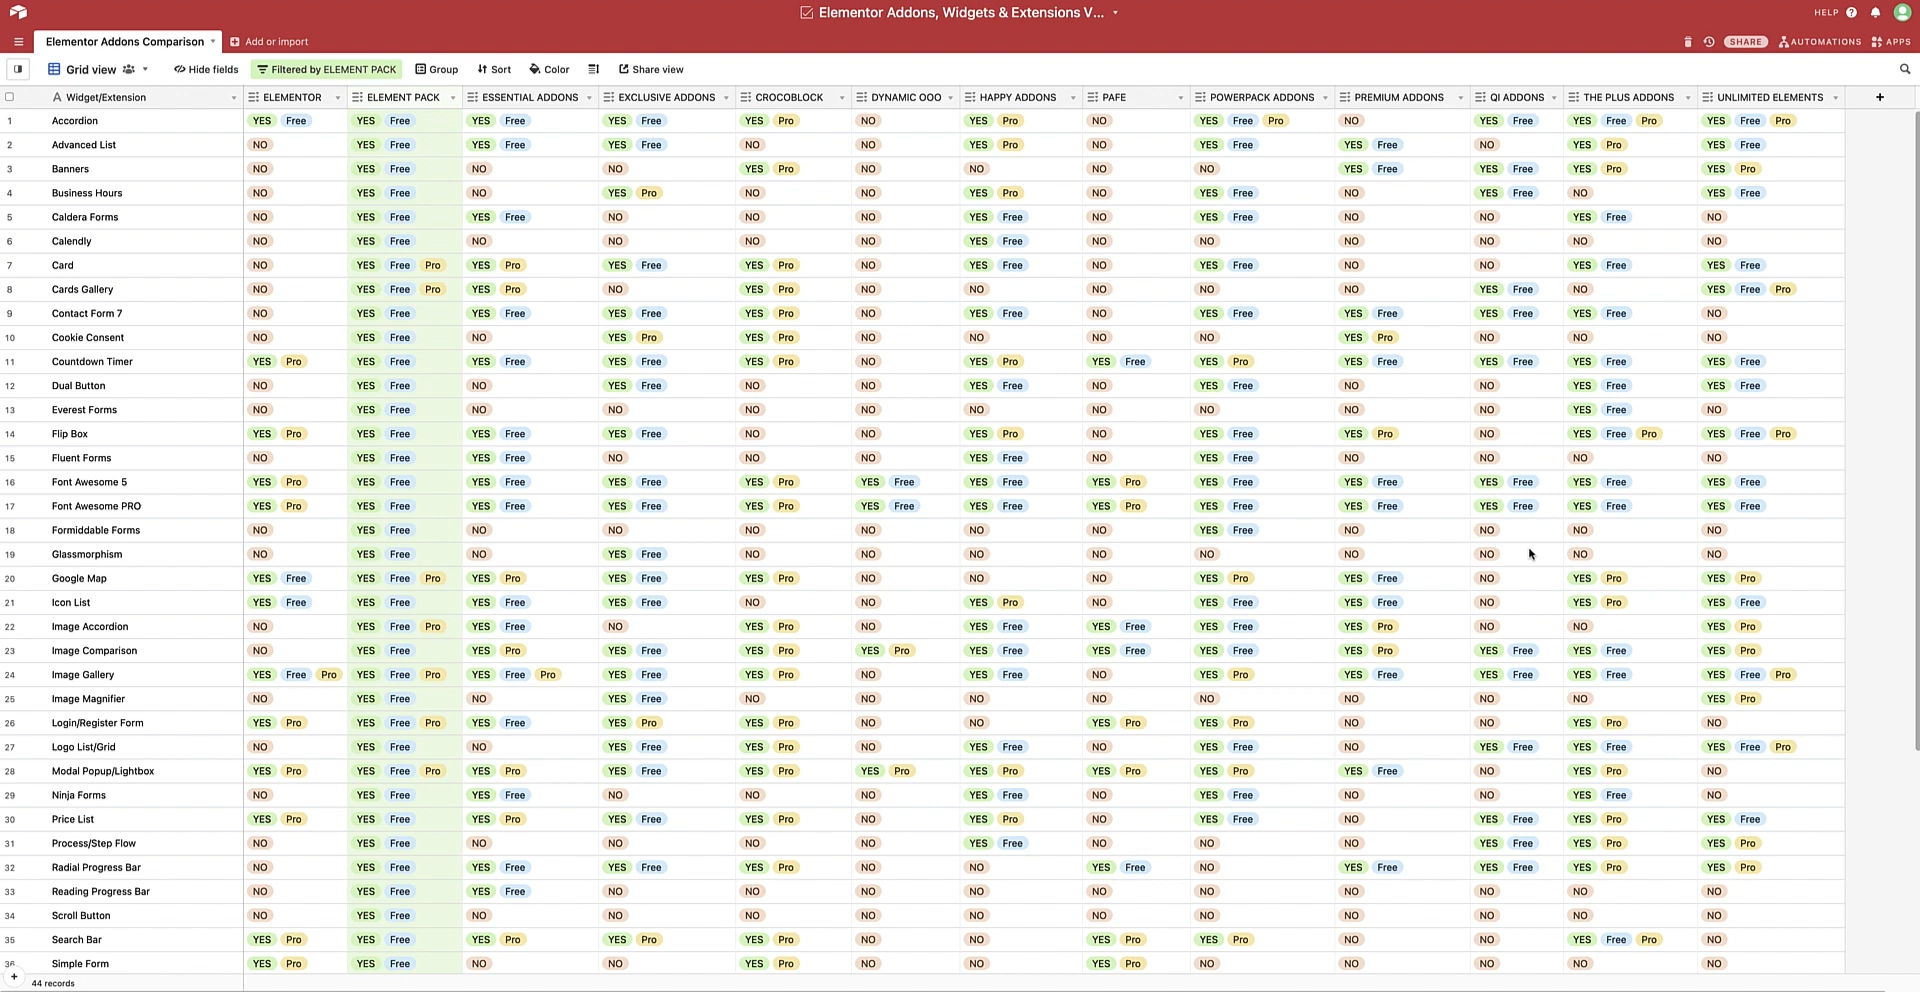 Elementor Addons, Widgets & Extensions V...
HELP
Elementor Addons Comparison
Add or import
SHARE
AUTOMATIONS
APPS
Grid view
Hide fields
Filtered by ELEMENT PACK
Group
Sort
Color
Share view
A Widget/Extension ELEMENTOR ELEMENT PACK ESSENTIAL ADDONS EXCLUSIVE ADDONS CROCOBLOCK DYNAMIC OOO HAPPY ADDONS PAFE POWERPACK ADDONS PREMIUM ADDONS QI ADDONS THE PLUS ADDONS UNLIMITED ELEMENTS +
1 Accordion YES Free YES Free YES Free YES Free YES Pro NO YES Pro NO YES Free Pro NO YES Free YES Free Pro YES Free Pro
2 Advanced List NO YES Free YES Free YES Free NO NO YES Pro NO YES Free YES Free NO YES Pro YES Free
3 Banners NO YES Free NO NO YES Pro NO NO NO NO YES Free YES Free YES Pro YES Pro
4 Business Hours NO YES Free NO YES Pro NO NO YES Pro NO YES Free NO YES Free NO YES Free
5 Caldera Forms NO YES Free YES Free NO NO NO YES Free NO YES Free NO NO YES Free NO
6 Calendly NO YES Free NO NO NO NO YES Free NO NO NO NO NO NO
7 Card NO YES Free Pro YES Pro YES Free YES Pro NO YES Free NO YES Free NO NO YES Free YES Free
8 Cards Gallery NO YES Free Pro YES Pro NO YES Pro NO NO NO NO NO YES Free NO YES Free Pro
9 Contact Form 7 NO YES Free YES Free YES Free YES Pro NO YES Free NO YES Free YES Free YES Free YES Free NO
10 Cookie Consent NO YES Free NO YES Pro YES Pro NO NO NO NO YES Pro NO NO NO
11 Countdown Timer YES Pro YES Free YES Free YES Free YES Pro NO YES Pro YES Free YES Pro YES Free YES Free YES Free YES Free
12 Dual Button NO YES Free NO YES Free NO NO YES Free NO YES Free NO NO YES Free YES Free
13 Everest Forms NO YES Free NO NO NO NO NO NO NO NO NO YES Free NO
14 Flip Box YES Pro YES Free YES Free YES Free NO NO YES Pro NO YES Free YES Pro NO YES Free Pro YES Free Pro
15 Fluent Forms NO YES Free YES Free NO NO NO YES Free NO YES Free NO NO NO NO
16 Font Awesome 5 YES Pro YES Free YES Free YES Free YES Pro YES Free YES Free YES Pro YES Free YES Free YES Free YES Free YES Free
17 Font Awesome PRO YES Pro YES Free YES Free YES Free YES Pro YES Free YES Free YES Pro YES Free YES Free YES Free YES Free YES Free
18 Formiddable Forms NO YES Free NO NO NO NO NO NO YES Free NO NO NO NO
19 Glassmorphism NO YES Free NO YES Free NO NO NO NO NO NO NO NO NO
20 Google Map YES Free YES Free Pro YES Pro YES Free YES Pro NO NO NO YES Pro YES Free NO YES Pro YES Pro
21 Icon List YES Free YES Free YES Free YES Free NO NO YES Pro NO YES Free YES Free NO YES Pro YES Free
22 Image Accordion NO YES Free Pro YES Free NO YES Pro NO YES Free YES Free YES Free YES Pro NO NO YES Pro
23 Image Comparison NO YES Free YES Pro YES Free YES Pro YES Pro YES Free YES Free YES Free YES Pro YES Free YES Free YES Pro
24 Image Gallery YES Free Pro YES Free Pro YES Free Pro YES Free YES Pro NO YES Free NO YES Pro YES Free YES Free YES Free YES Free Pro
25 Image Magnifier NO YES Free NO YES Free NO NO NO NO NO NO NO NO YES Pro
26 Login/Register Form YES Pro YES Free Pro YES Free YES Pro YES Pro NO NO YES Pro YES Pro NO NO YES Pro NO
27 Logo List/Grid NO YES Free NO YES Free YES Pro NO YES Free NO YES Free NO YES Free YES Free YES Free Pro
28 Modal Popup/Lightbox YES Pro YES Free Pro YES Pro YES Free YES Pro YES Pro YES Pro YES Pro YES Pro YES Free NO YES Pro NO
29 Ninja Forms NO YES Free YES Free NO NO NO YES Free NO YES Free NO NO YES Free NO
30 Price List YES Pro YES Free YES Pro YES Free YES Pro NO YES Pro NO YES Free NO YES Free YES Pro YES Free
31 Process/Step Flow NO YES Free NO NO NO NO YES Free NO NO NO YES Free YES Pro YES Pro
32 Radial Progress Bar NO YES Free YES Free YES Free YES Pro NO NO YES Free NO YES Free YES Free YES Pro YES Pro
33 Reading Progress Bar NO YES Free YES Free NO NO NO NO NO NO NO NO NO NO
34 Scroll Button NO YES Free NO NO NO NO NO NO NO NO NO NO NO
35 Search Bar YES Pro YES Free YES Pro YES Pro YES Pro NO NO YES Pro YES Pro NO NO YES Free Pro NO
36 Simple Form YES Pro YES Free NO NO YES Pro NO NO YES Pro NO NO NO NO NO
+
44 records